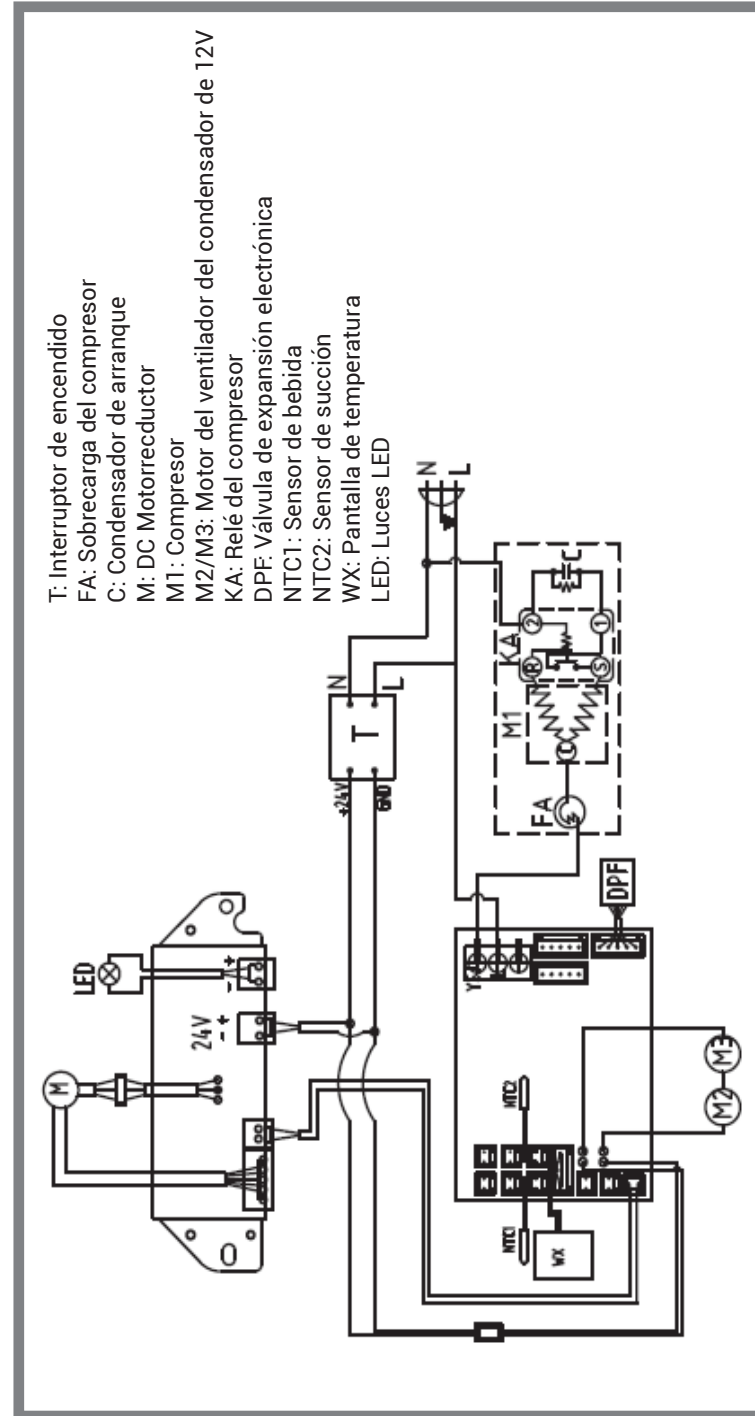 T: Interruptor de encendido
FA: Sobrecarga del compresor
C: Condensador de arranque
M: DC Motorrecductor
M1: Compresor
M2/M3: Motor del ventilador del condensador de 12V
KA: Relé del compresor
DPF: Válvula de expansión electrónica
NTC1: Sensor de bebida
NTC2: Sensor de succión
WX: Pantalla de temperatura
LED: Luces LED
LED
M
24V
- +
- +
+24V
GND
T
N
L
N
L
M1
KA
FA
C
R
S
C
1
2
DPF
NTC1
NTC2
WX
M2
M3